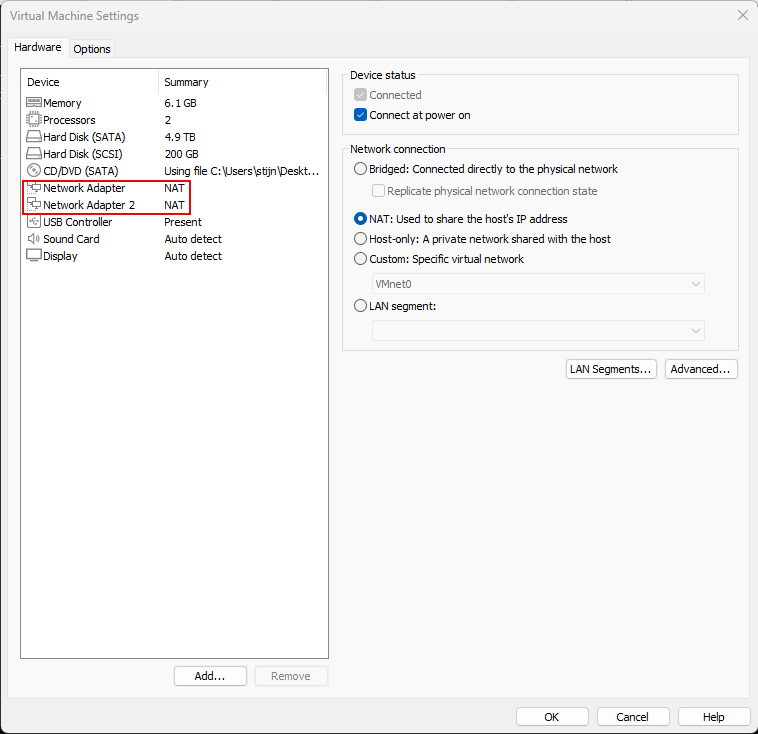 Virtual Machine Settings
Hardware Options
Device Summary
Memory 6.1 GB
Processors 2
Hard Disk (SATA) 4.9 TB
Hard Disk (SCSI) 200 GB
CD/DVD (SATA) Using file C:\Users\stijn\Deskt...
Network Adapter NAT
Network Adapter 2 NAT
USB Controller Present
Sound Card Auto detect
Display Auto detect
Add... Remove
Device status
Connected
Connect at power on
Network connection
Bridged: Connected directly to the physical network
Replicate physical network connection state
NAT: Used to share the host's IP address
Host-only: A private network shared with the host
Custom: Specific virtual network
VMnet0
LAN segment:
LAN Segments... Advanced...
OK Cancel Help